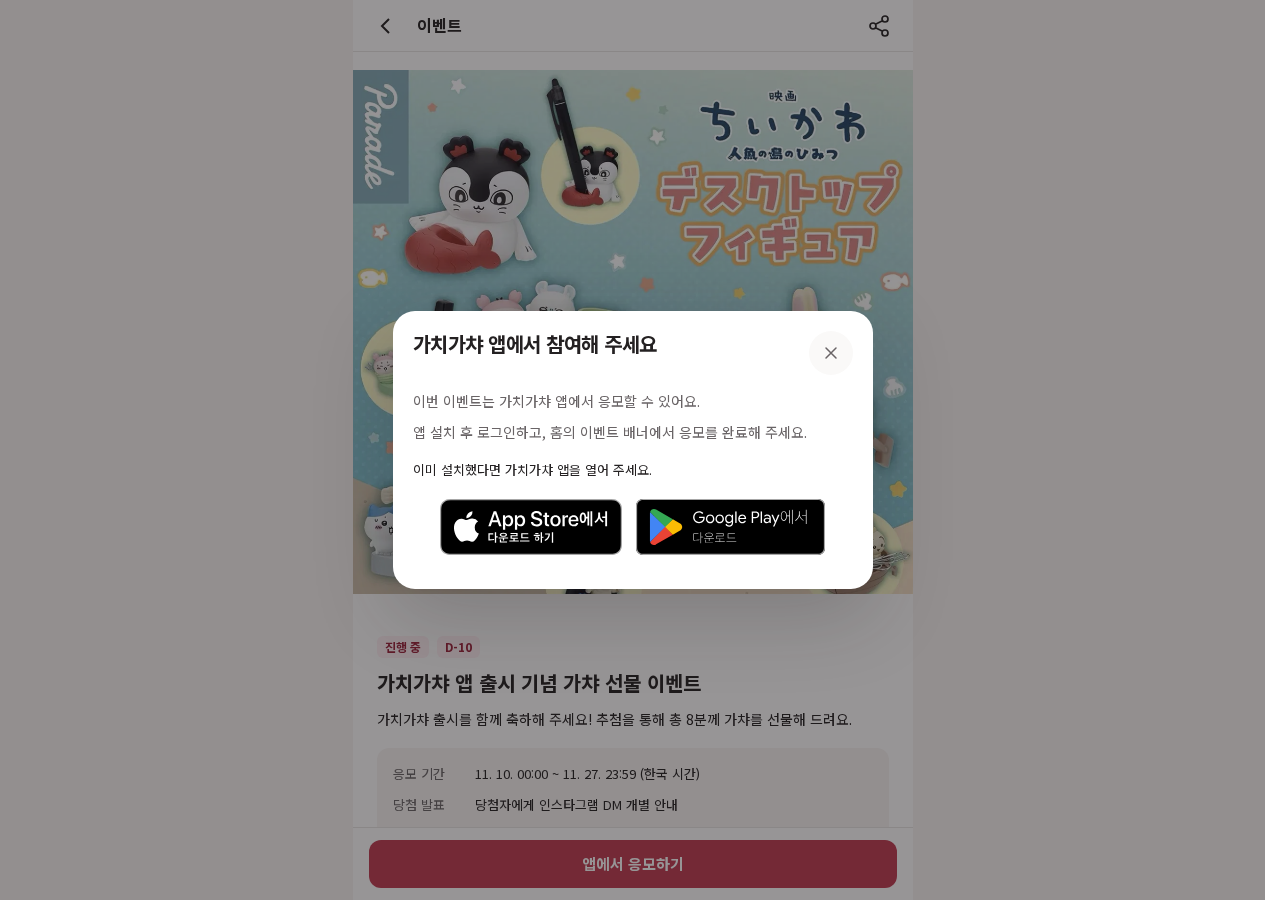 이벤트
Parade
映画
ちいかわ
人魚の島のひみつ
デスクトップ
フィギュア
가치가챠 앱에서 참여해 주세요
이번 이벤트는 가치가챠 앱에서 응모할 수 있어요.
앱 설치 후 로그인하고, 홈의 이벤트 배너에서 응모를 완료해 주세요.
이미 설치했다면 가치가챠 앱을 열어 주세요.
App Store에서
다운로드 하기
Google Play에서
다운로드
진행 중
D-10
가치가챠 앱 출시 기념 가챠 선물 이벤트
가치가챠 출시를 함께 축하해 주세요! 추첨을 통해 총 8분께 가챠를 선물해 드려요.
응모 기간 11. 10. 00:00 ~ 11. 27. 23:59 (한국 시간)
당첨 발표 당첨자에게 인스타그램 DM 개별 안내
앱에서 응모하기